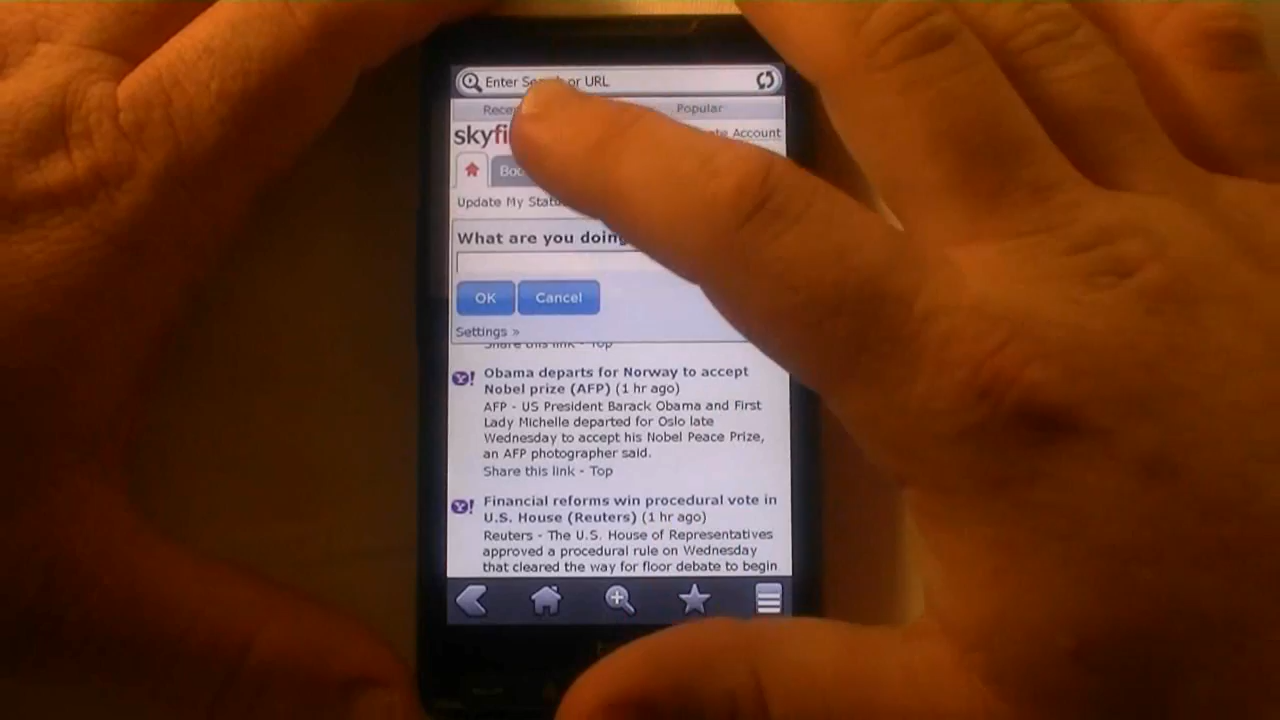 Enter Search or URL
Popular
skyfi
Account
Update My
What are you doing
OK Cancel
Settings »
Share this link - Top
Obama departs for Norway to accept
Nobel prize (AFP) (1 hr ago)
AFP - US President Barack Obama and First
Lady Michelle departed for Oslo late
Wednesday to accept his Nobel Peace Prize,
an AFP photographer said.
Share this link - Top
Y! Financial reforms win procedural vote in
U.S. House (Reuters) (1 hr ago)
Reuters - The U.S. House of Representatives
approved a procedural rule on Wednesday
that cleared the way for floor debate to begin